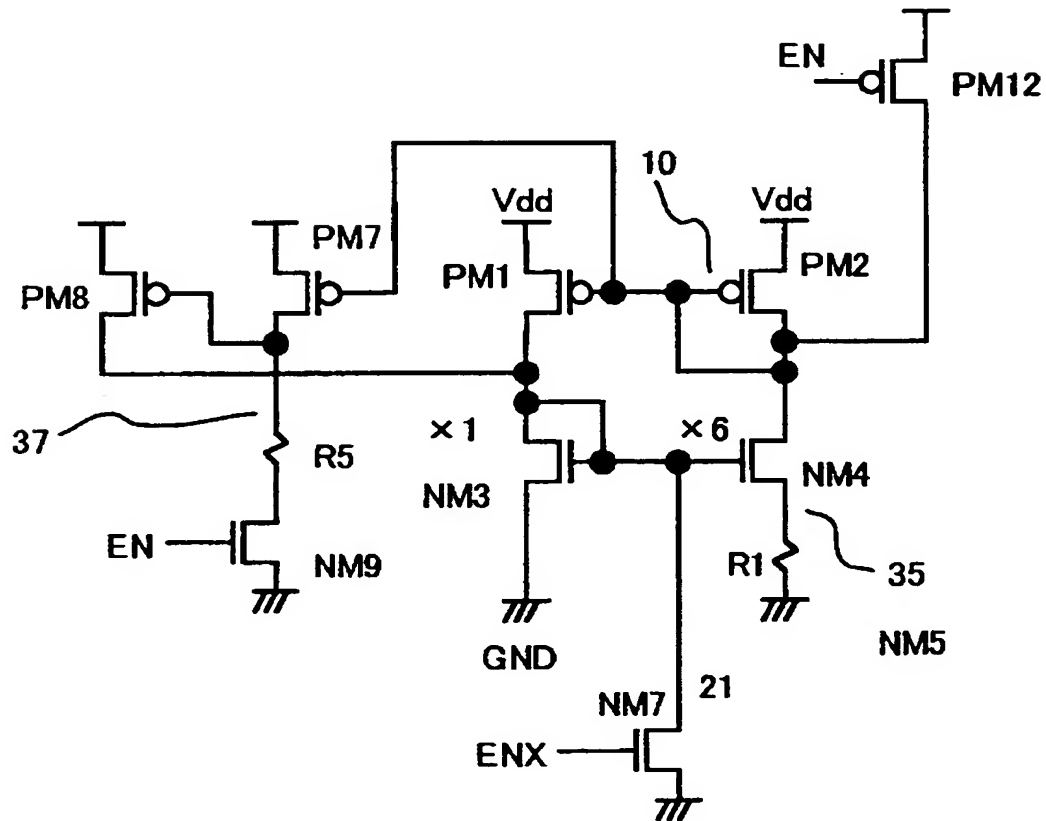 EN
PM12
10
Vdd
Vdd
PM7
PM1
PM2
PM8
×1
×6
37
R5
NM3
NM4
EN
NM9
R1
35
GND
NM5
NM7
21
ENX